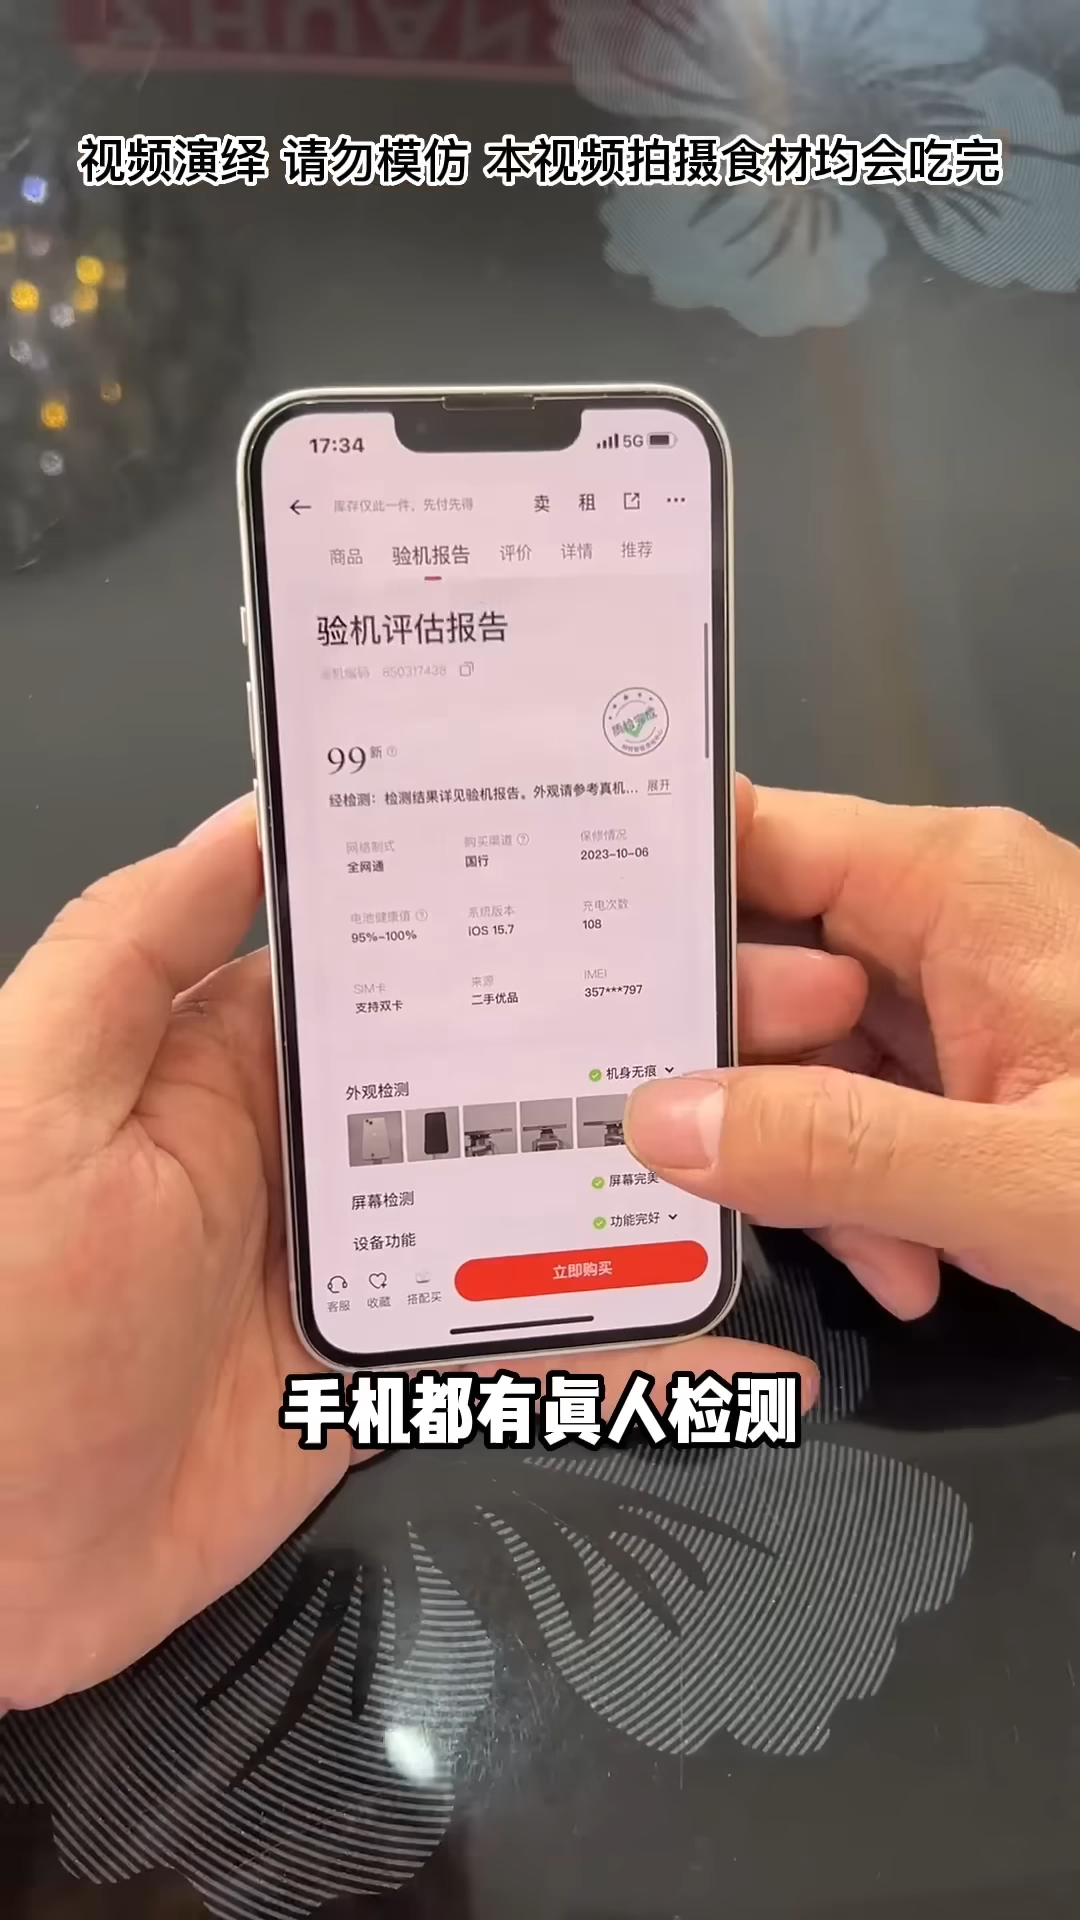 视频演绎 请勿模仿 本视频拍摄食材均会吃完
17:34
5G
库存仅此一件，先付先得
卖 租
商品 验机报告 评价 详情 推荐
验机评估报告
验机编码 850317438
质检完成
99新
经检测：检测结果详见验机报告。外观请参考真机... 展开
网络制式 购买渠道 保修情况
全网通 国行 2023-10-06
电池健康值 系统版本 充电次数
95%-100% iOS 15.7 108
SIM卡 来源 IMEI
支持双卡 二手优品 357***797
外观检测 机身无痕
屏幕检测 屏幕完美
设备功能 功能完好
客服 收藏 搭配买 立即购买
手机都有真人检测